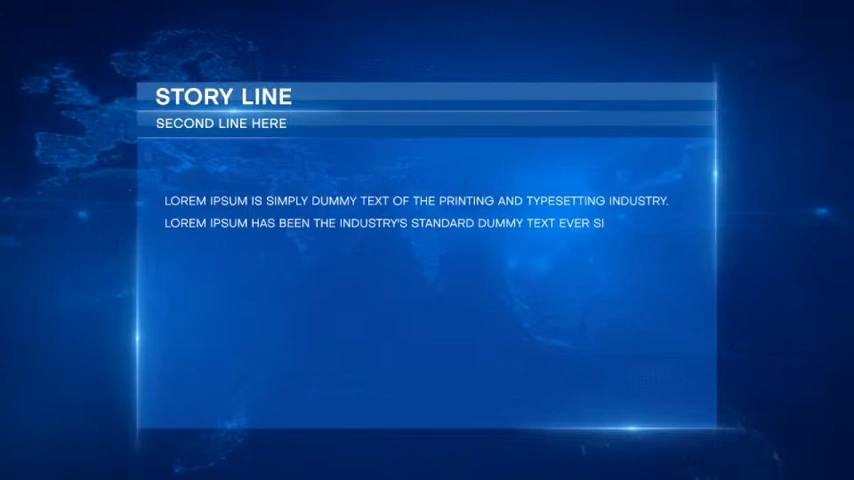 STORY LINE
SECOND LINE HERE
LOREM IPSUM IS SIMPLY DUMMY TEXT OF THE PRINTING AND TYPESETTING INDUSTRY.
LOREM IPSUM HAS BEEN THE INDUSTRY'S STANDARD DUMMY TEXT EVER SI